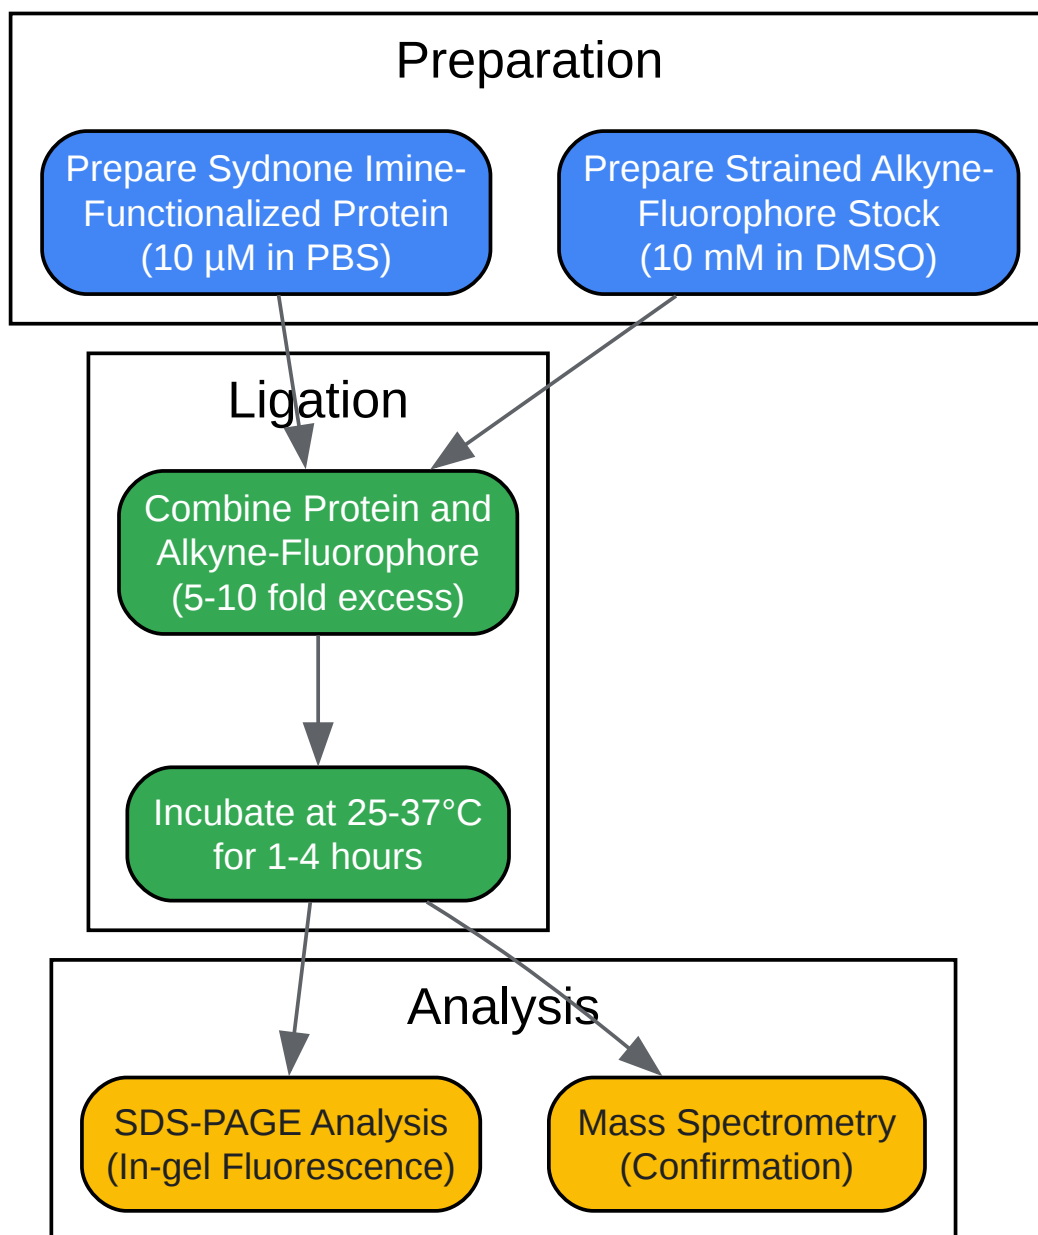 Preparation
Prepare Sydnone Imine-
Functionalized Protein
(10 µM in PBS)
Prepare Strained Alkyne-
Fluorophore Stock
(10 mM in DMSO)
Ligation
Combine Protein and
Alkyne-Fluorophore
(5-10 fold excess)
Incubate at 25-37°C
for 1-4 hours
Analysis
SDS-PAGE Analysis
(In-gel Fluorescence)
Mass Spectrometry
(Confirmation)